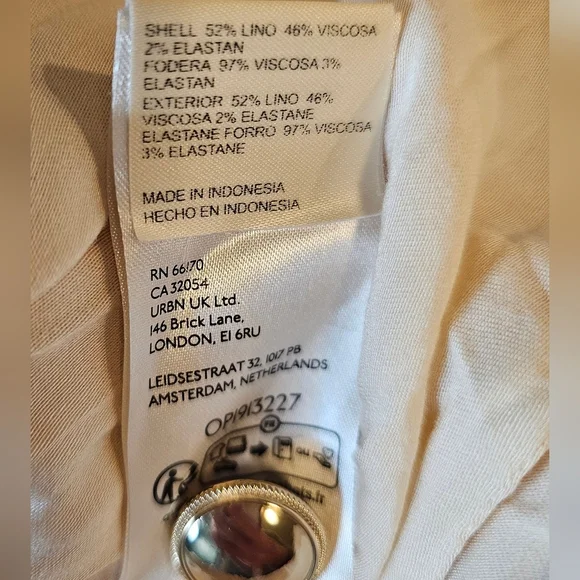 SHELL 52% LINO 46% VISCOSA
2% ELASTAN
FODERA 97% VISCOSA 3%
ELASTAN
EXTERIOR 52% LINO 46%
VISCOSA 2% ELASTANE
ELASTANE FORRO 97% VISCOSA
3% ELASTANE
MADE IN INDONESIA
HECHO EN INDONESIA
RN 66170
CA 32054
URBN UK Ltd.
146 Brick Lane,
LONDON, E1 6RU
LEIDSESTRAAT 32, 1017 PB
AMSTERDAM, NETHERLANDS
OP1913227
FR
OU